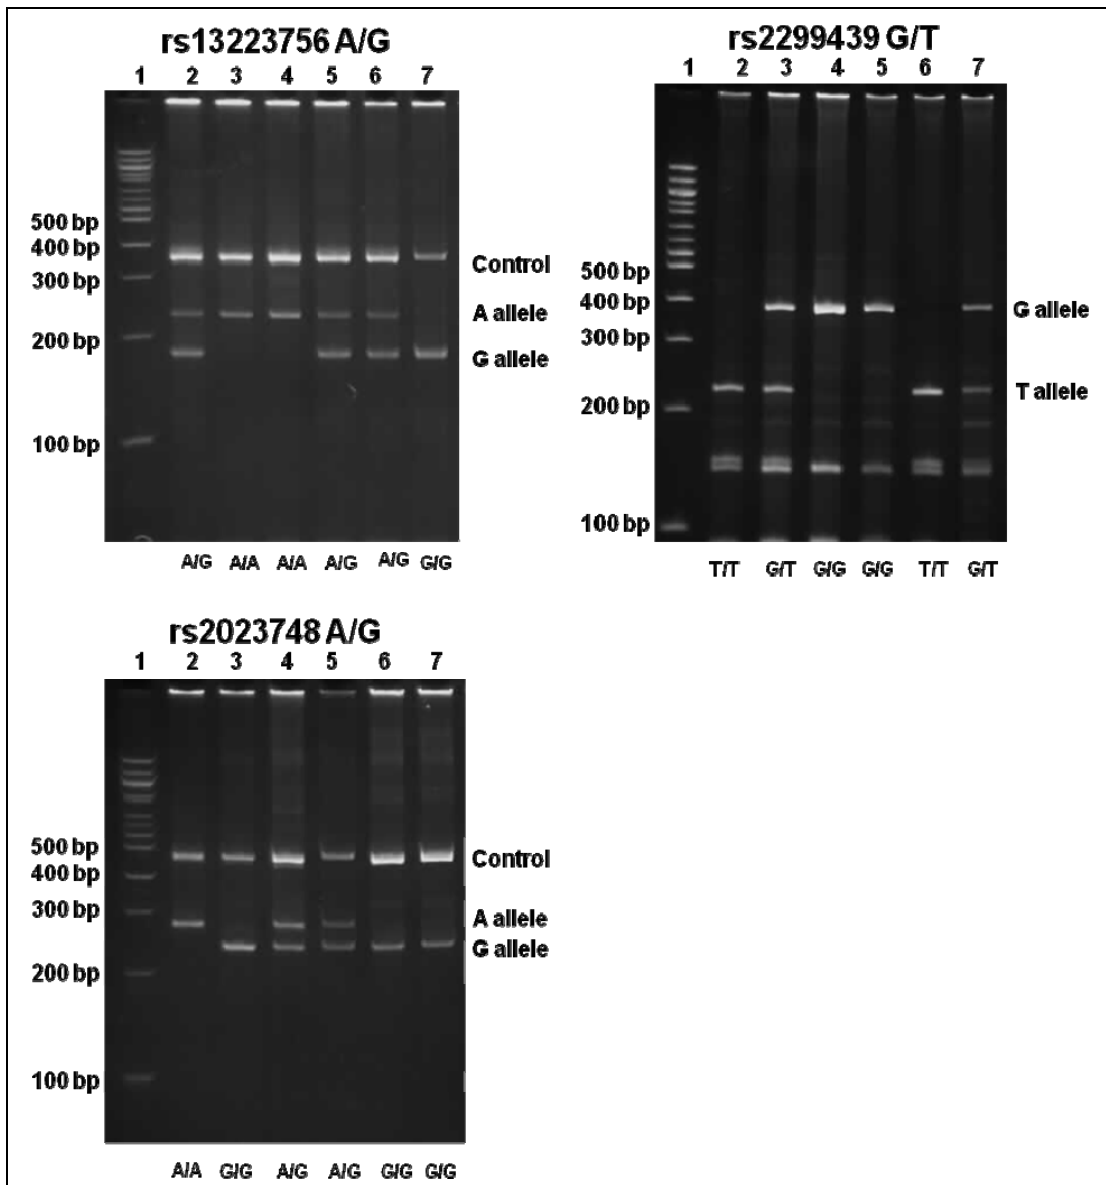 rs13223756 A/G
1 2 3 4 5 6 7
500 bp
400 bp
300 bp
200 bp
100 bp
Control
A allele
G allele
A/G A/A A/A A/G A/G G/G
rs2299439 G/T
1 2 3 4 5 6 7
500 bp
400 bp
300 bp
200 bp
100 bp
G allele
T allele
T/T G/T G/G G/G T/T G/T
rs2023748 A/G
1 2 3 4 5 6 7
500 bp
400 bp
300 bp
200 bp
100 bp
Control
A allele
G allele
A/A G/G A/G A/G G/G G/G